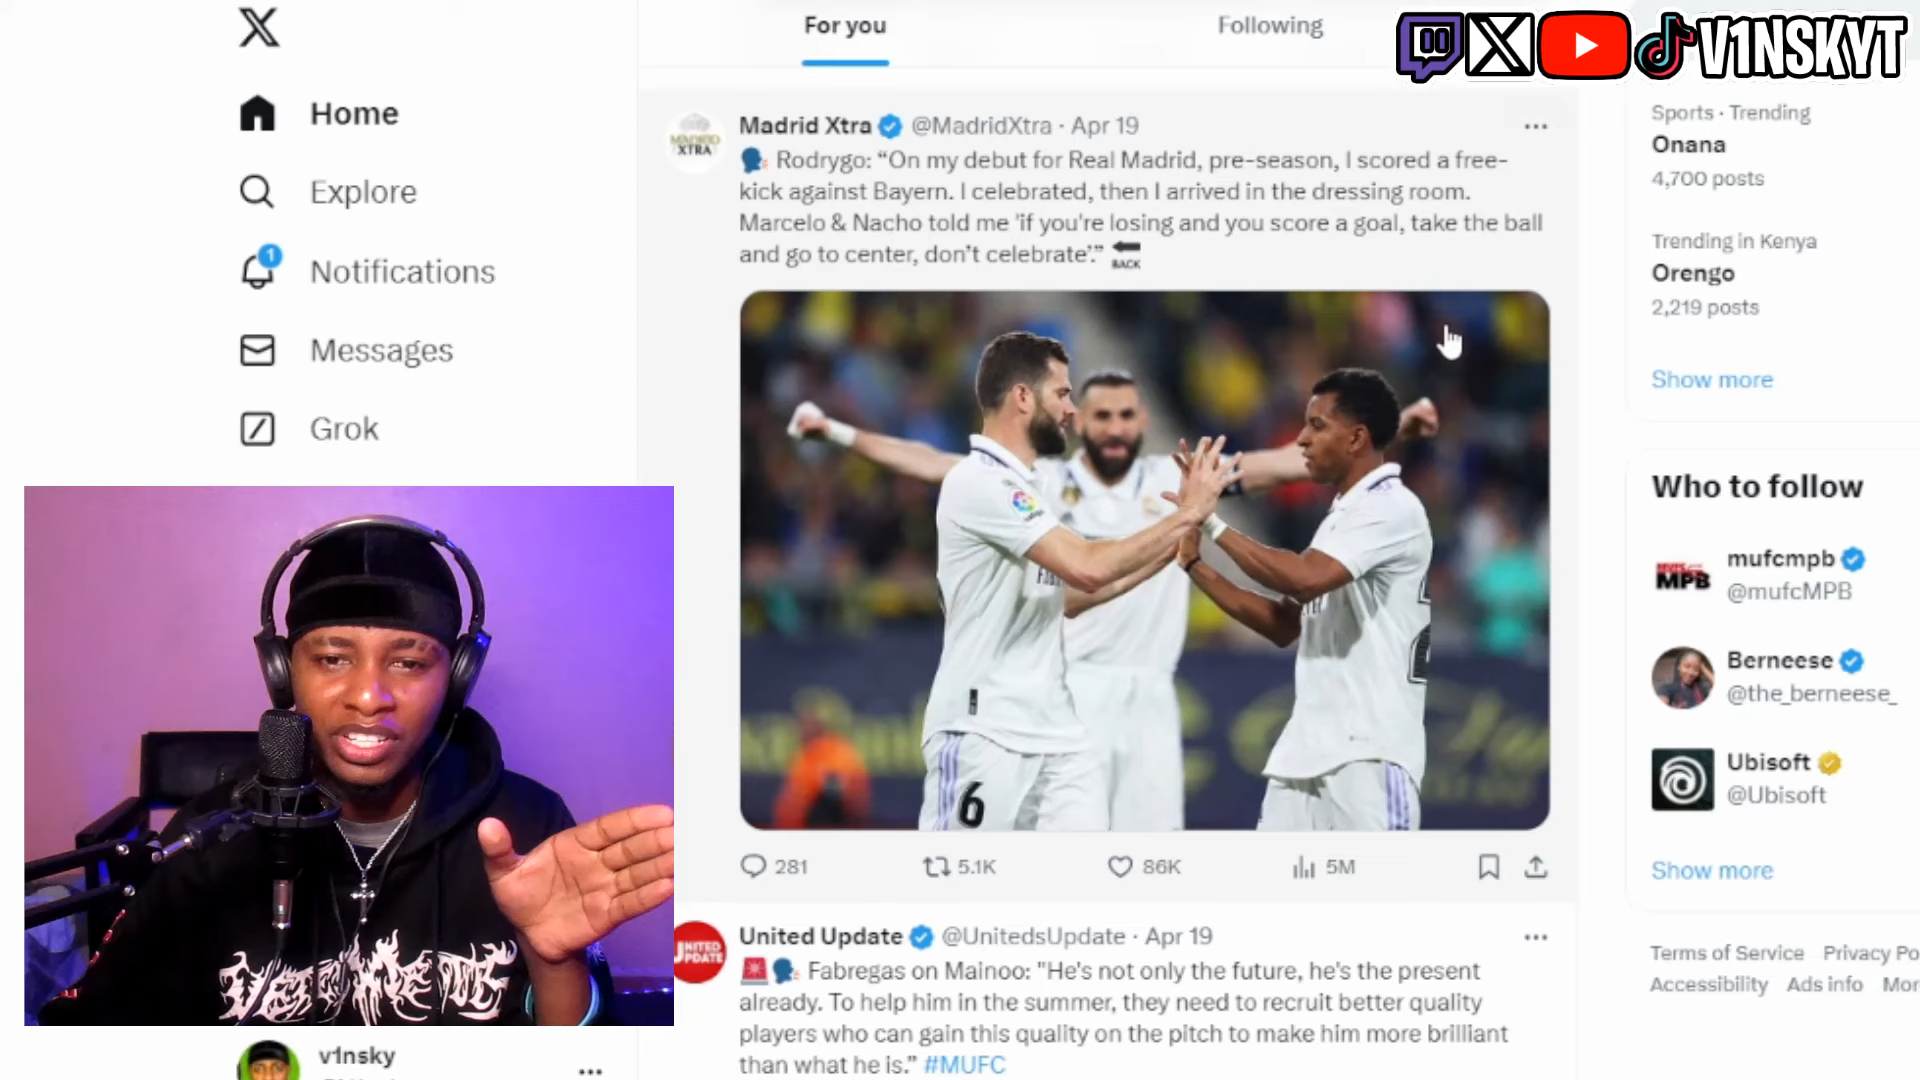 For you
Following
V1NSKYT
Home
Explore
1
Notifications
Messages
Grok
v1nsky
Madrid Xtra @MadridXtra · Apr 19
MADRID
XTRA
Rodrygo: “On my debut for Real Madrid, pre-season, I scored a free-
kick against Bayern. I celebrated, then I arrived in the dressing room.
Marcelo & Nacho told me 'if you're losing and you score a goal, take the ball
and go to center, don’t celebrate’.”
BACK
6
281
5.1K
86K
5M
United Update @UnitedsUpdate · Apr 19
UNITED
UPDATE
Fabregas on Mainoo: "He's not only the future, he's the present
already. To help him in the summer, they need to recruit better quality
players who can gain this quality on the pitch to make him more brilliant
than what he is.” #MUFC
Sports · Trending
Onana
4,700 posts
Trending in Kenya
Orengo
2,219 posts
Show more
Who to follow
MPB
mufcmpb
@mufcMPB
Berneese
@the_berneese_
Ubisoft
@Ubisoft
Show more
Terms of Service Privacy Po
Accessibility Ads info Mor